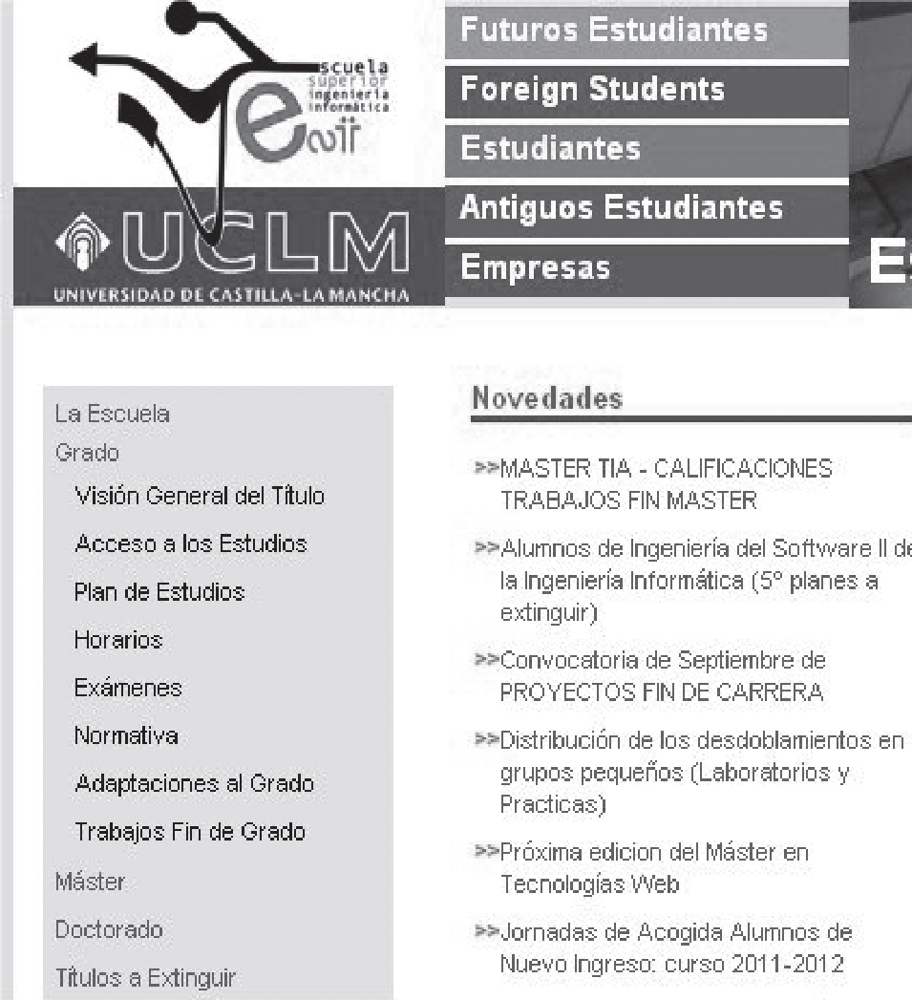 escuela
superior
ingeniería
informática
esii
UCLM
UNIVERSIDAD DE CASTILLA-LA MANCHA
Futuros Estudiantes
Foreign Students
Estudiantes
Antiguos Estudiantes
Empresas
Es
La Escuela
Grado
Visión General del Título
Acceso a los Estudios
Plan de Estudios
Horarios
Exámenes
Normativa
Adaptaciones al Grado
Trabajos Fin de Grado
Máster
Doctorado
Títulos a Extinguir
Novedades
>>MASTER TIA - CALIFICACIONES
TRABAJOS FIN MASTER
>>Alumnos de Ingeniería del Software II de
la Ingeniería Informática (5º planes a
extinguir)
>>Convocatoria de Septiembre de
PROYECTOS FIN DE CARRERA
>>Distribución de los desdoblamientos en
grupos pequeños (Laboratorios y
Practicas)
>>Próxima edicion del Máster en
Tecnologías Web
>>Jornadas de Acogida Alumnos de
Nuevo Ingreso: curso 2011-2012